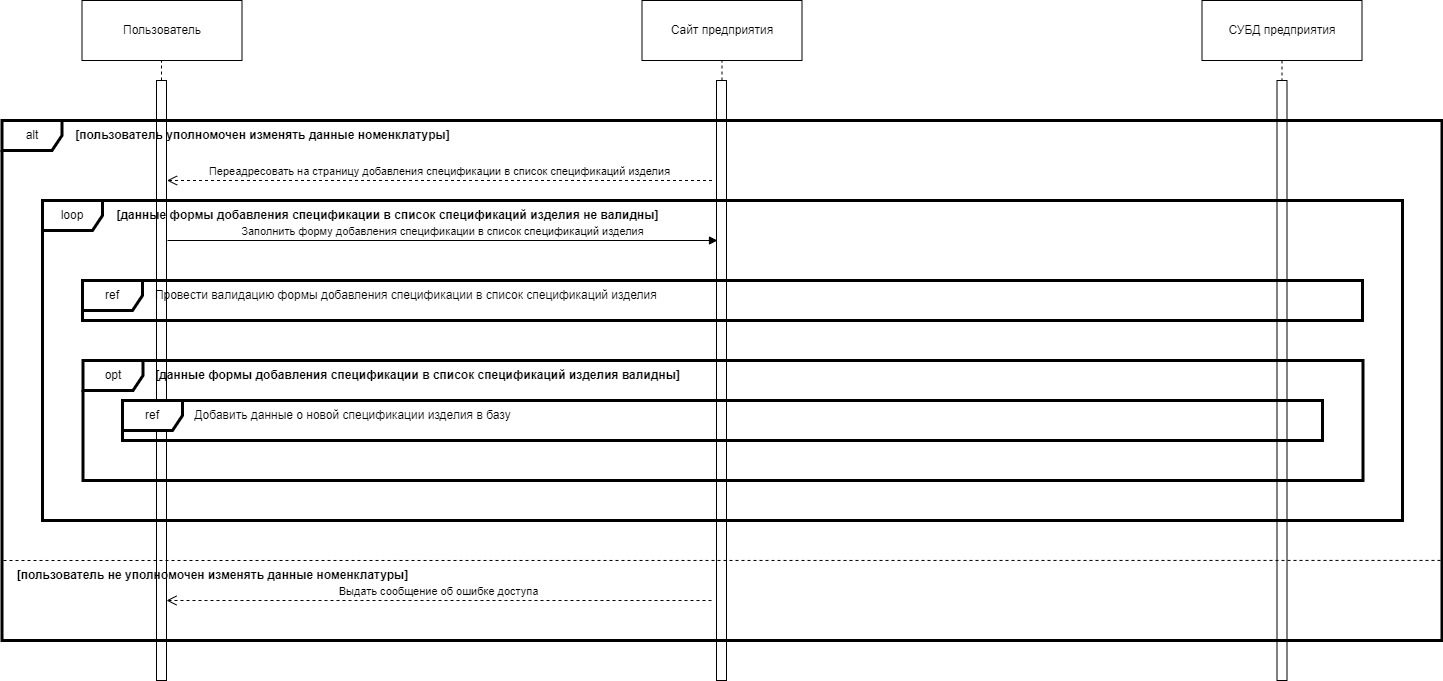 Пользователь
Сайт предприятия
СУБД предприятия
alt
[пользователь уполномочен изменять данные номенклатуры]
Переадресовать на страницу добавления спецификации в список спецификаций изделия
loop
[данные формы добавления спецификации в список спецификаций изделия не валидны]
Заполнить форму добавления спецификации в список спецификаций изделия
ref
Провести валидацию формы добавления спецификации в список спецификаций изделия
opt
[данные формы добавления спецификации в список спецификаций изделия валидны]
ref
Добавить данные о новой спецификации изделия в базу
[пользователь не уполномочен изменять данные номенклатуры]
Выдать сообщение об ошибке доступа